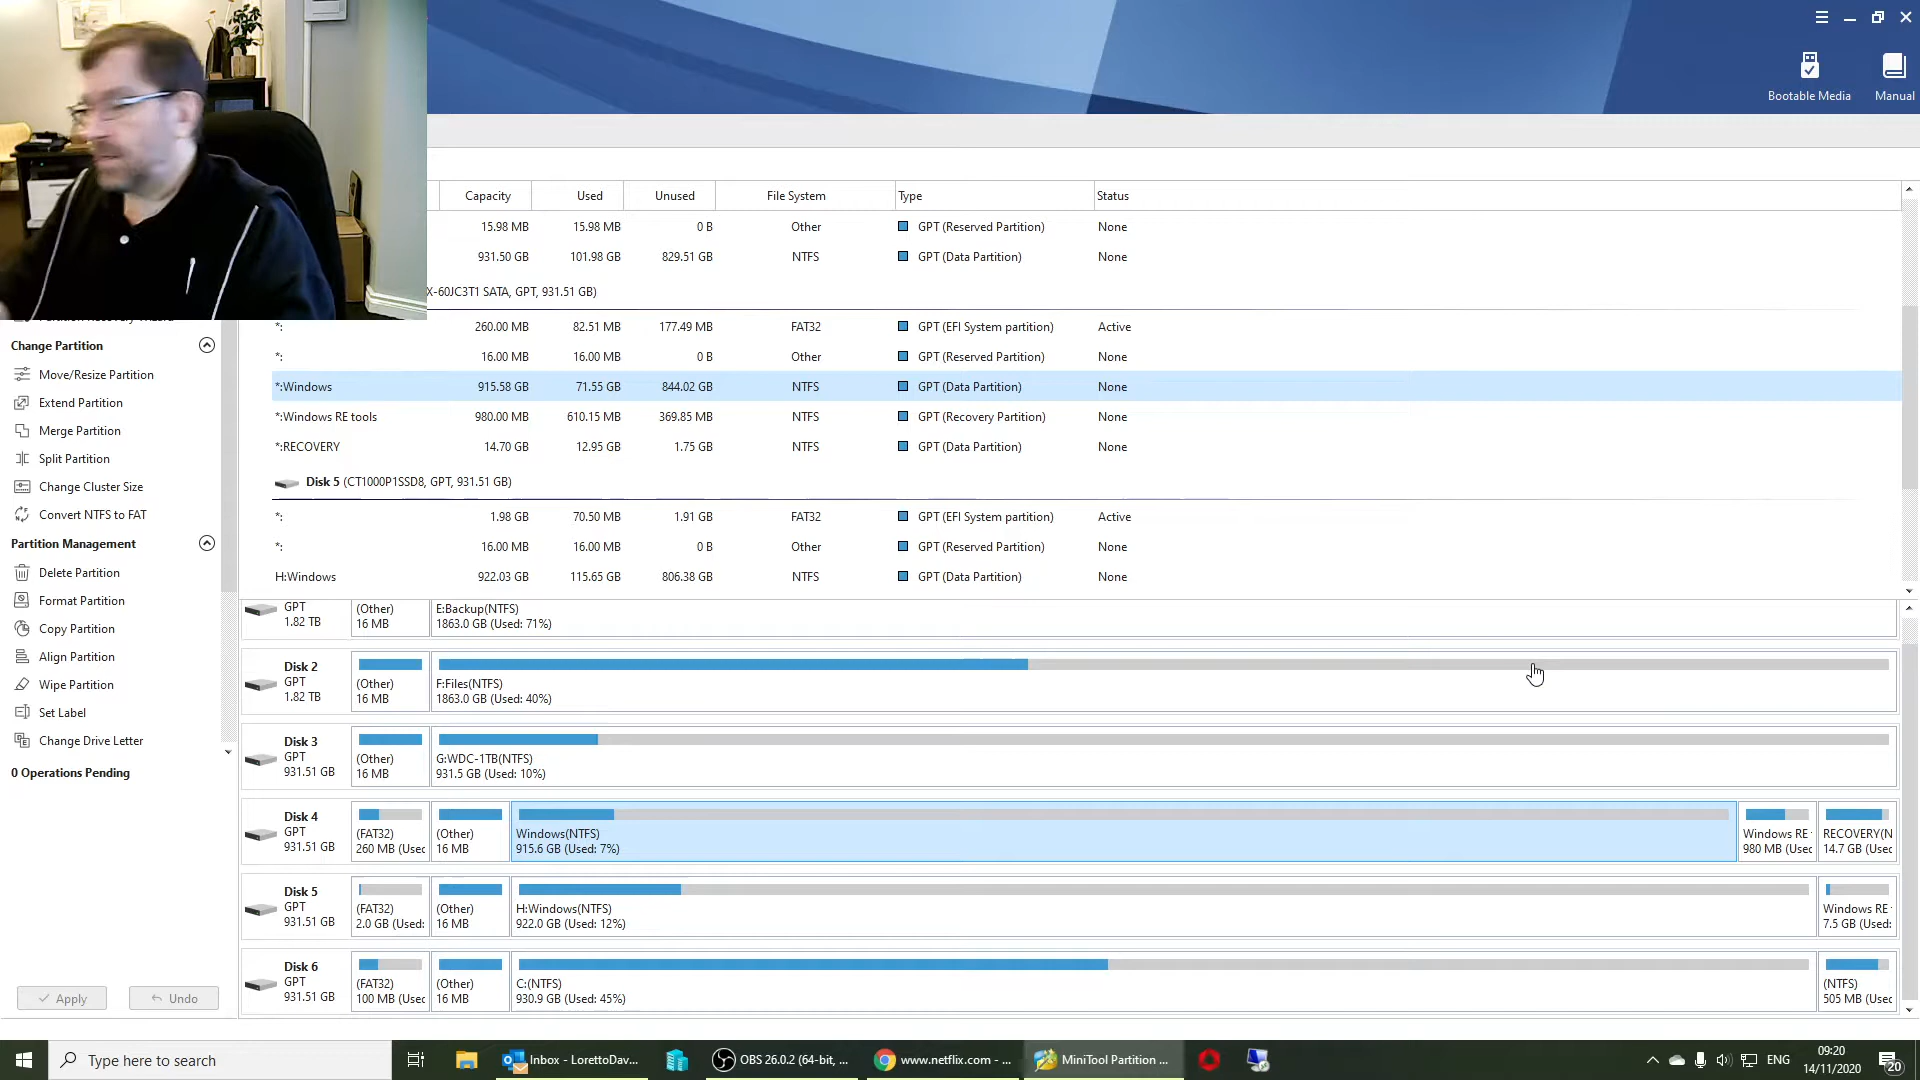 Bootable Media
Manual
Capacity Used Unused File System Type Status
15.98 MB 15.98 MB 0 B Other GPT (Reserved Partition) None
931.50 GB 101.98 GB 829.51 GB NTFS GPT (Data Partition) None
X-60JC3T1 SATA, GPT, 931.51 GB)
*: 260.00 MB 82.51 MB 177.49 MB FAT32 GPT (EFI System partition) Active
*: 16.00 MB 16.00 MB 0 B Other GPT (Reserved Partition) None
*:Windows 915.58 GB 71.55 GB 844.02 GB NTFS GPT (Data Partition) None
*:Windows RE tools 980.00 MB 610.15 MB 369.85 MB NTFS GPT (Recovery Partition) None
*:RECOVERY 14.70 GB 12.95 GB 1.75 GB NTFS GPT (Data Partition) None
Disk 5 (CT1000P1SSD8, GPT, 931.51 GB)
*: 1.98 GB 70.50 MB 1.91 GB FAT32 GPT (EFI System partition) Active
*: 16.00 MB 16.00 MB 0 B Other GPT (Reserved Partition) None
H:Windows 922.03 GB 115.65 GB 806.38 GB NTFS GPT (Data Partition) None
Change Partition
Move/Resize Partition
Extend Partition
Merge Partition
Split Partition
Change Cluster Size
Convert NTFS to FAT
Partition Management
Delete Partition
Format Partition
Copy Partition
Align Partition
Wipe Partition
Set Label
Change Drive Letter
0 Operations Pending
Apply Undo
GPT (Other) E:Backup(NTFS)
1.82 TB 16 MB 1863.0 GB (Used: 71%)
Disk 2
GPT (Other) F:Files(NTFS)
1.82 TB 16 MB 1863.0 GB (Used: 40%)
Disk 3
GPT (Other) G:WDC-1TB(NTFS)
931.51 GB 16 MB 931.5 GB (Used: 10%)
Disk 4
GPT (FAT32) (Other) Windows(NTFS) Windows RE RECOVERY(N
931.51 GB 260 MB (Usec 16 MB 915.6 GB (Used: 7%) 980 MB (Usec 14.7 GB (Usec
Disk 5
GPT (FAT32) (Other) H:Windows(NTFS) Windows RE
931.51 GB 2.0 GB (Used: 16 MB 922.0 GB (Used: 12%) 7.5 GB (Used:
Disk 6
GPT (FAT32) (Other) C:(NTFS) (NTFS)
931.51 GB 100 MB (Usec 16 MB 930.9 GB (Used: 45%) 505 MB (Usec
Type here to search
Inbox - LorettoDav...
OBS 26.0.2 (64-bit, ...
www.netflix.com - ...
MiniTool Partition ...
ENG
09:20
14/11/2020
20